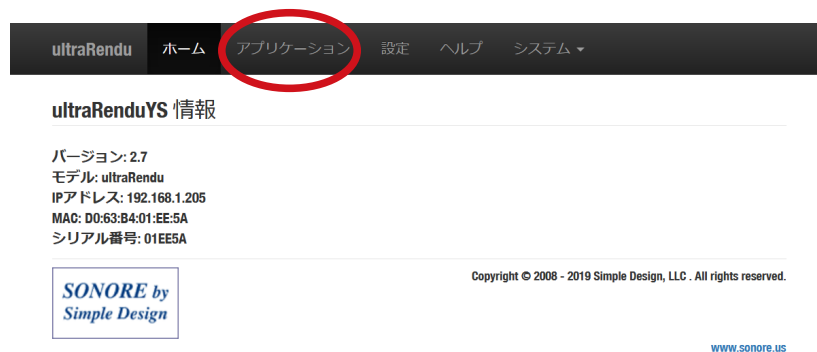 ultraRendu ホーム アプリケーション 設定 ヘルプ システム
ultraRenduYS 情報
バージョン: 2.7
モデル: ultraRendu
IPアドレス: 192.168.1.205
MAC: D0:63:B4:01:EE:5A
シリアル番号: 01EE5A
SONORE by
Simple Design
Copyright © 2008 - 2019 Simple Design, LLC . All rights reserved.
www.sonore.us